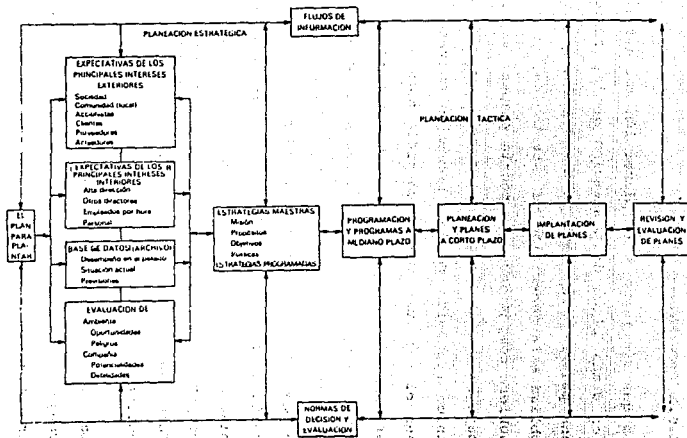 FLUJOS DE
INFORMACION
PLANEACION ESTRATEGICA
EXPECTATIVAS DE LOS
PRINCIPALES INTERESES
EXTERIORES
Sociedad
Comunidad (local)
Accionistas
Clientes
Proveedores
Acreedores
PLANEACION TACTICA
EXPECTATIVAS DE LOS
PRINCIPALES INTERESES
INTERIORES
Alta dirección
Otros directores
Empleados por hora
Personal
EL
PLAN
PARA
PLA-
BASE DE DATOS (ARCHIVO)
Desempeño en el pasado
Situación actual
Previsiones
EVALUACION DE
Ambiente
Oportunidades
Peligros
Compañía
Potencialidades
Debilidades
ESTRATEGIAS MAESTRAS
Misión
Propósitos
Objetivos
Políticas
ESTRATEGIAS PROGRAMADAS
PROGRAMACION
Y PROGRAMAS A
MEDIANO PLAZO
PLANEACION
Y PLANES
A CORTO PLAZO
IMPLANTACION
DE PLANES
REVISION Y
EVALUACION
DE PLANES
NORMAS DE
DECISION Y
EVALUACION